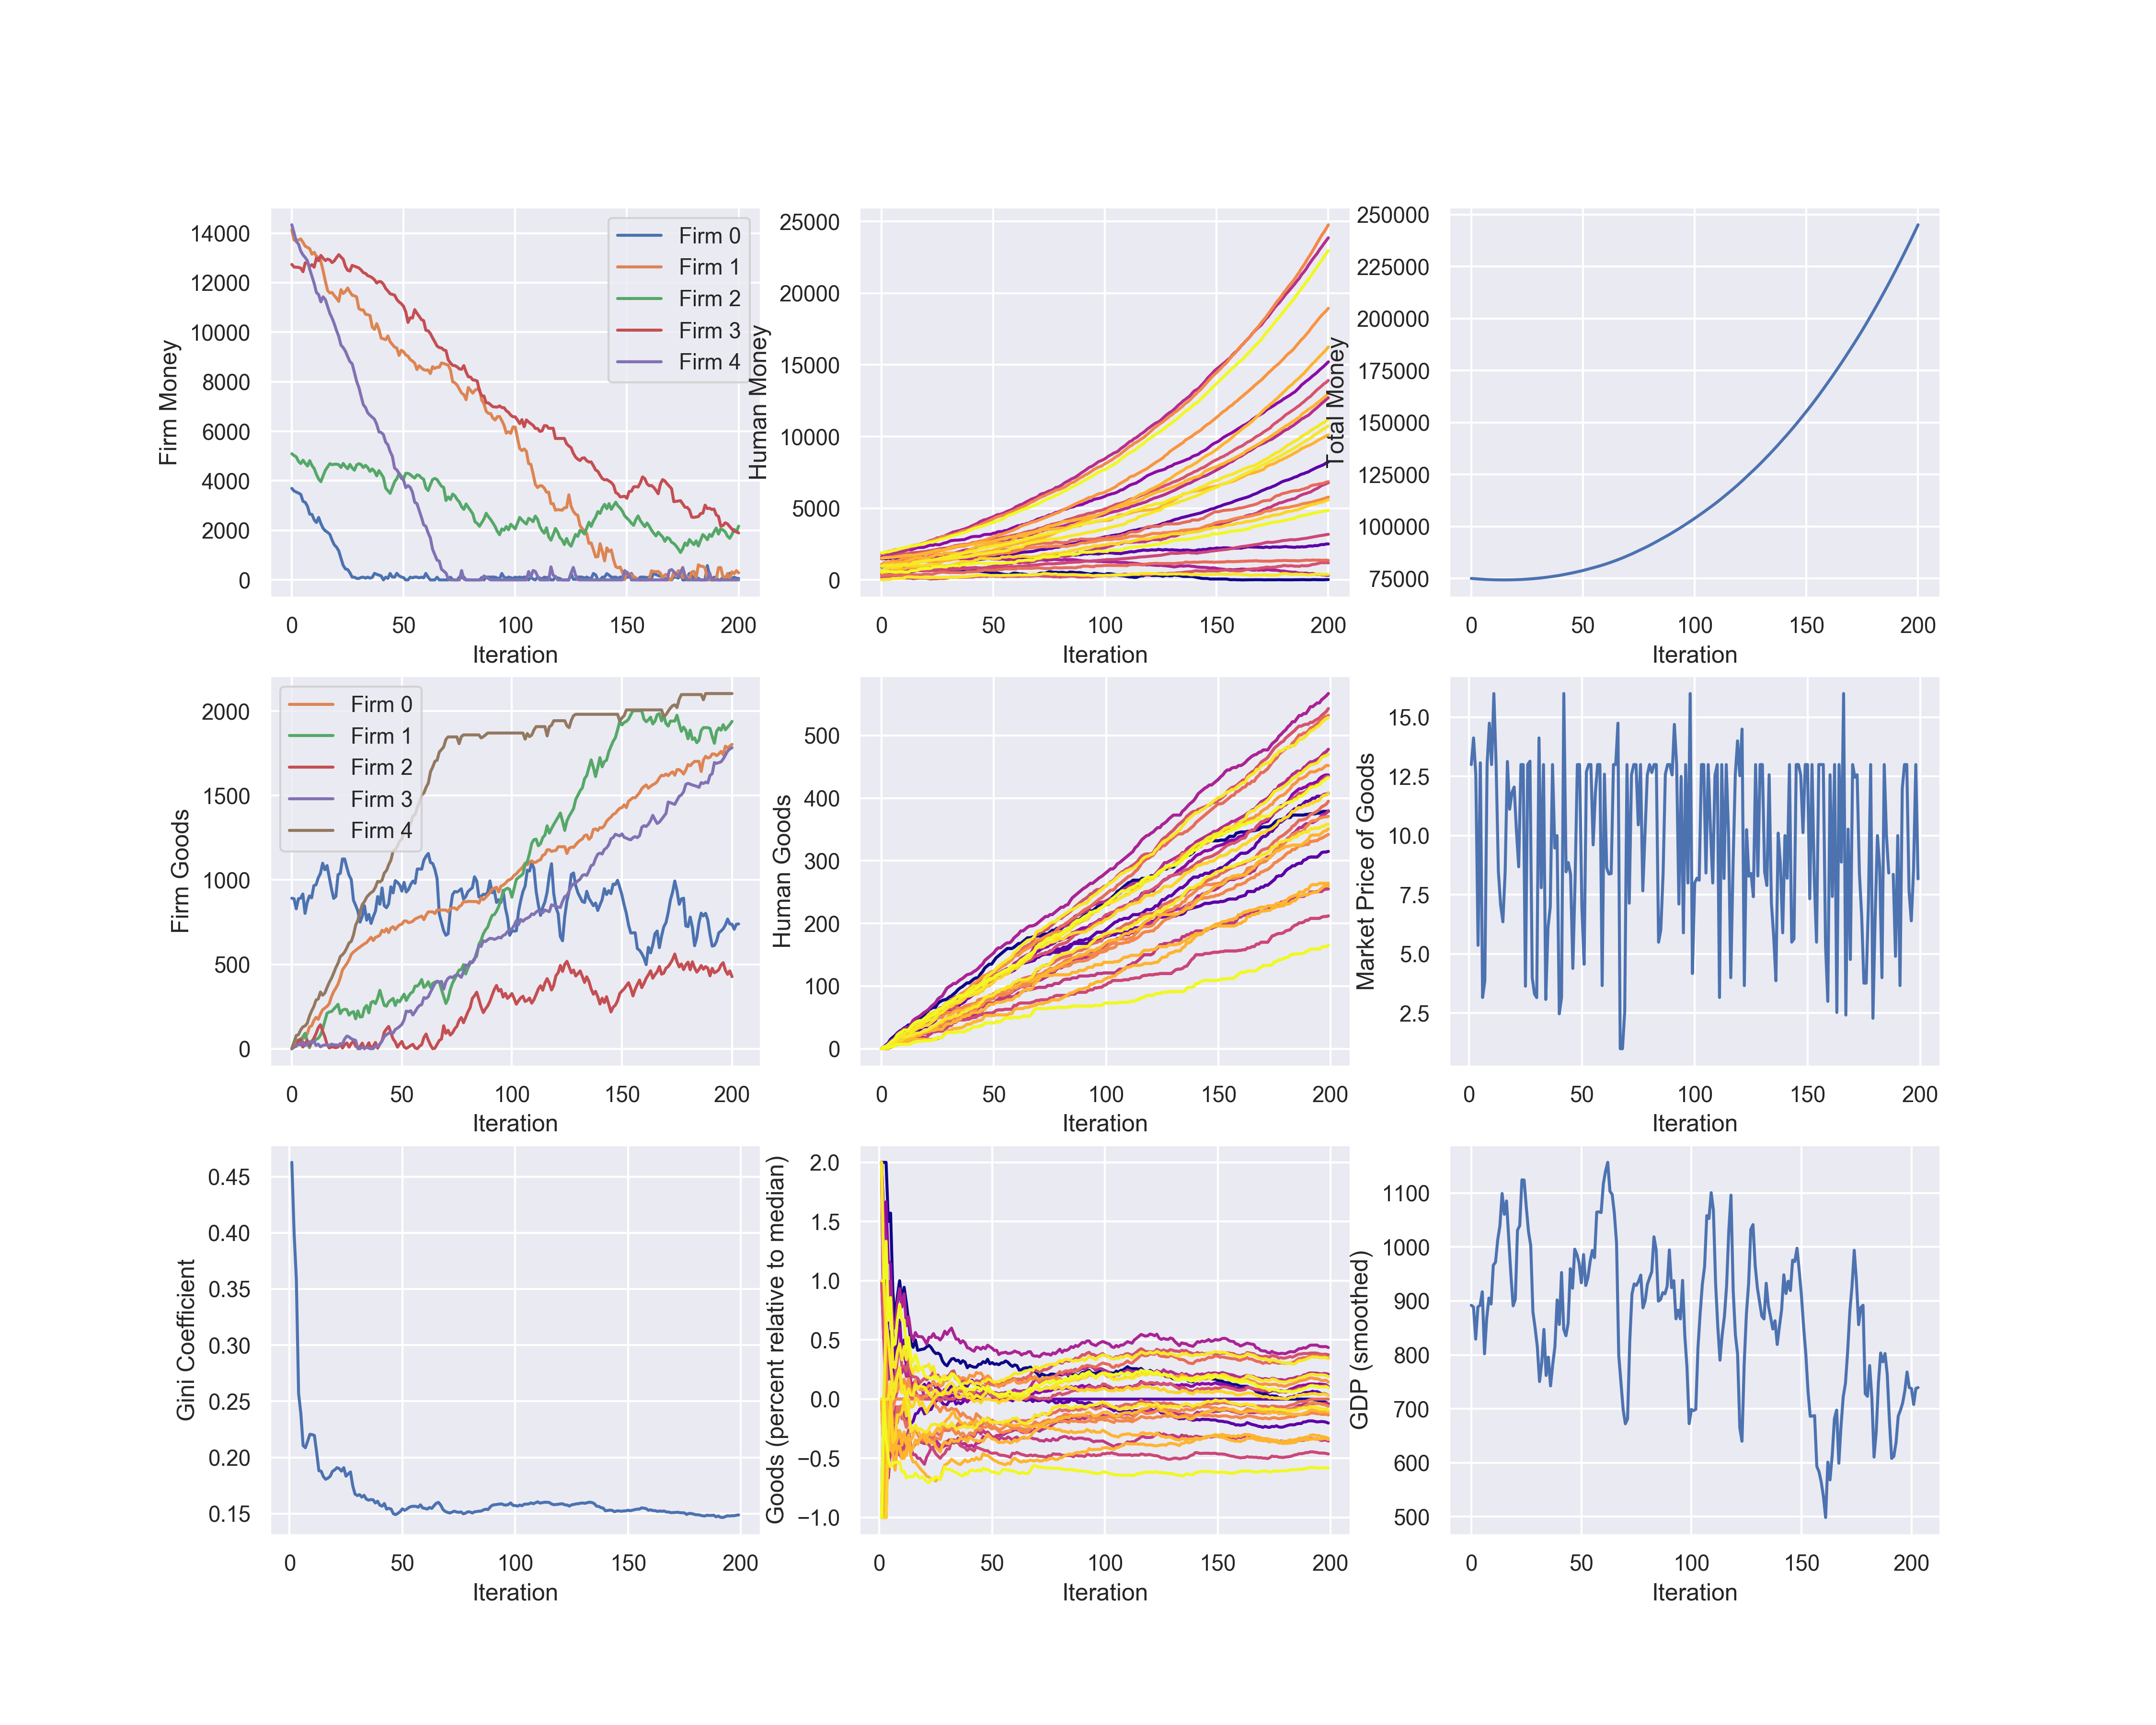 Firm Money
14000
12000
10000
8000
6000
4000
2000
0
Firm 0
Firm 1
Firm 2
Firm 3
Firm 4
0 50 100 150 200
Iteration
Human Money
25000
20000
15000
10000
5000
0
0 50 100 150 200
Iteration
Total Money
250000
225000
200000
175000
150000
125000
100000
75000
0 50 100 150 200
Iteration
Firm Goods
2000
1500
1000
500
0
Firm 0
Firm 1
Firm 2
Firm 3
Firm 4
0 50 100 150 200
Iteration
Human Goods
500
400
300
200
100
0
0 50 100 150 200
Iteration
Market Price of Goods
15.0
12.5
10.0
7.5
5.0
2.5
0 50 100 150 200
Iteration
Gini Coefficient
0.45
0.40
0.35
0.30
0.25
0.20
0.15
0 50 100 150 200
Iteration
Goods (percent relative to median)
2.0
1.5
1.0
0.5
0.0
−0.5
−1.0
0 50 100 150 200
Iteration
GDP (smoothed)
1100
1000
900
800
700
600
500
0 50 100 150 200
Iteration